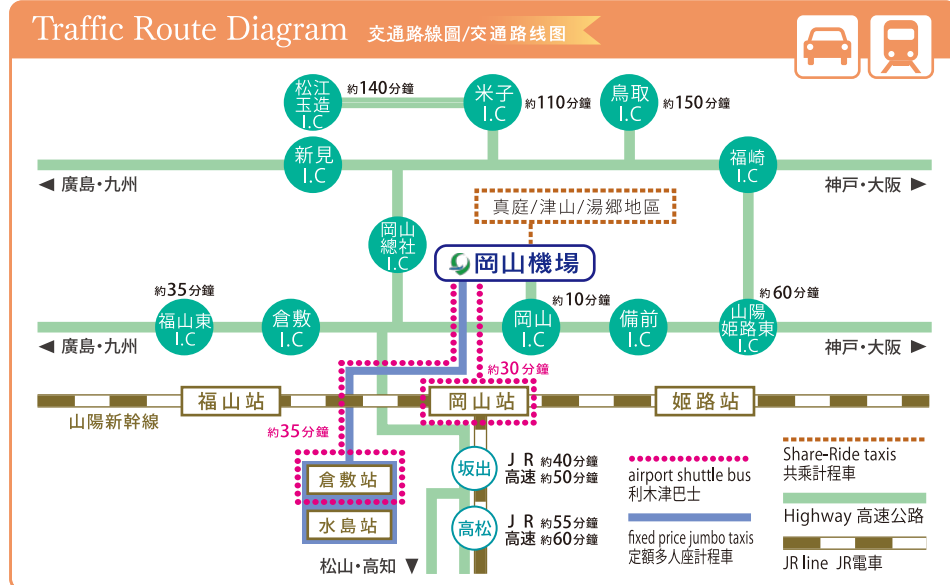 Traffic Route Diagram 交通路線圖/交通路线图
松江
玉造
I.C
約140分鐘
米子
I.C
約110分鐘
鳥取
I.C
約150分鐘
新見
I.C
福崎
I.C
◀ 廣島・九州
神戸・大阪 ▶
真庭/津山/湯郷地區
岡山
總社
I.C
岡山機場
約35分鐘
福山東
I.C
倉敷
I.C
約10分鐘
岡山
I.C
備前
I.C
約60分鐘
山陽
姫路東
I.C
◀ 廣島・九州
神戸・大阪 ▶
約30分鐘
福山站
岡山站
姫路站
山陽新幹線
約35分鐘
倉敷站
水島站
坂出
J R 約40分鐘
高速 約50分鐘
高松
J R 約55分鐘
高速 約60分鐘
松山・高知 ▼
airport shuttle bus
利木津巴士
fixed price jumbo taxis
定額多人座計程車
Share-Ride taxis
共乘計程車
Highway 高速公路
JR line JR電車